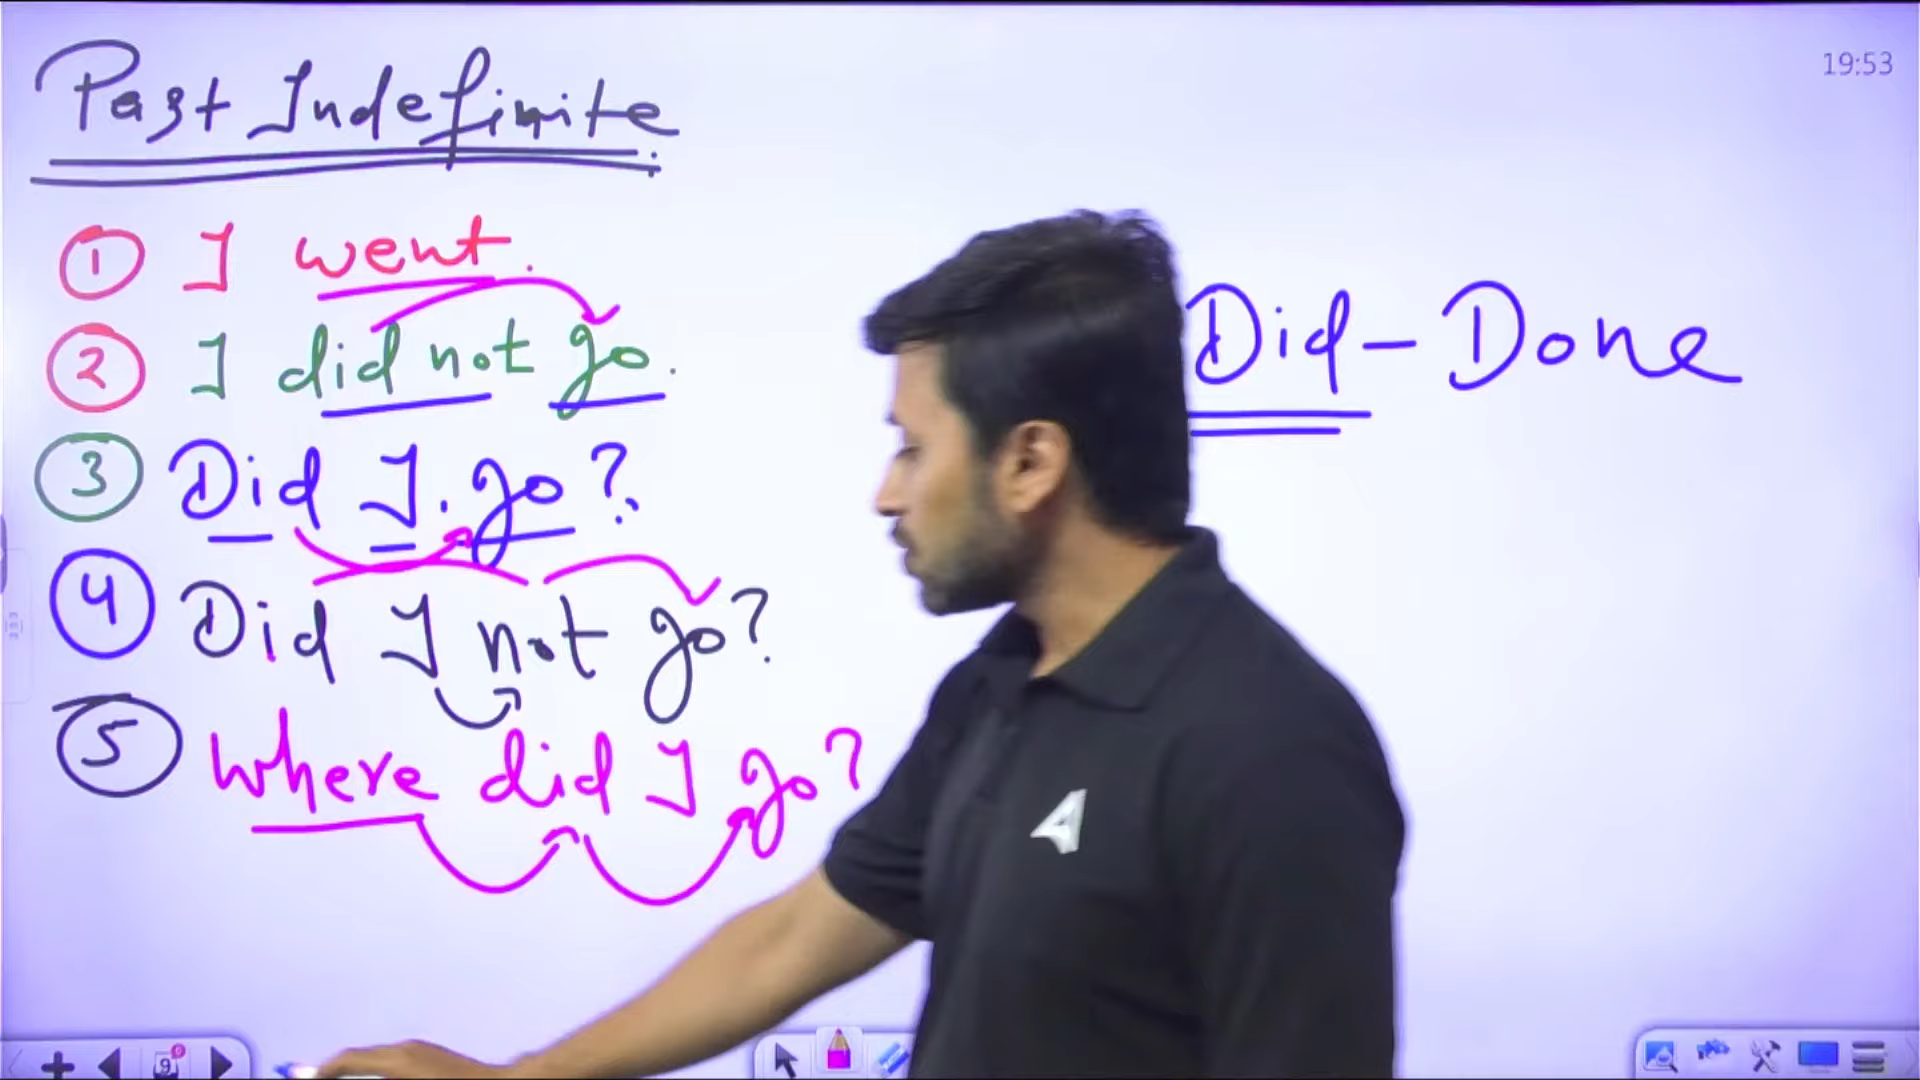 Past Indefinite
19:53
① I went.
② I did not go.
Did - Done
③ Did I go?
④ Did I not go?
⑤ Where did I go?